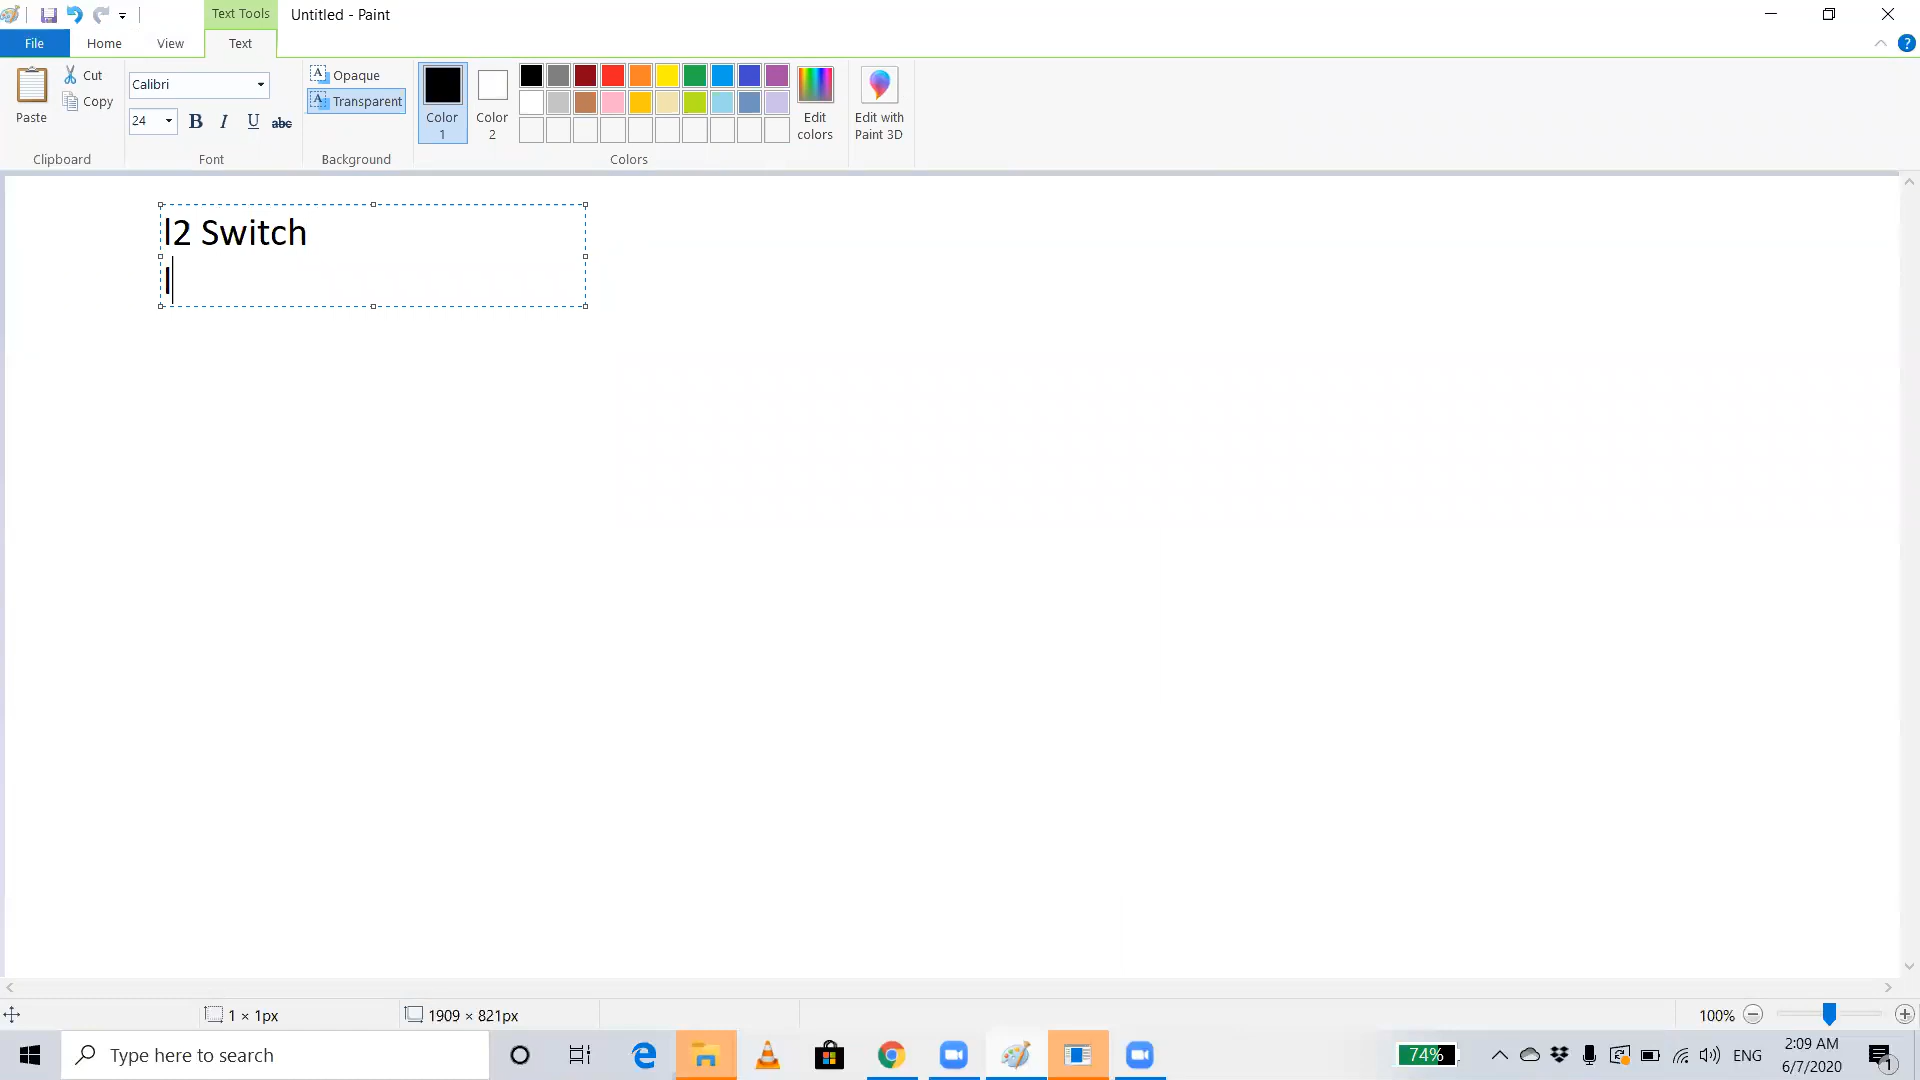 Text Tools
Untitled - Paint
File
Home
View
Text
Paste
Cut
Copy
Clipboard
Calibri
24
B I U abc
Font
Opaque
Transparent
Background
Color
1
Color
2
Edit
colors
Colors
Edit with
Paint 3D
l2 Switch
l
1 × 1px
1909 × 821px
100%
Type here to search
74%
ENG
2:09 AM
6/7/2020
1